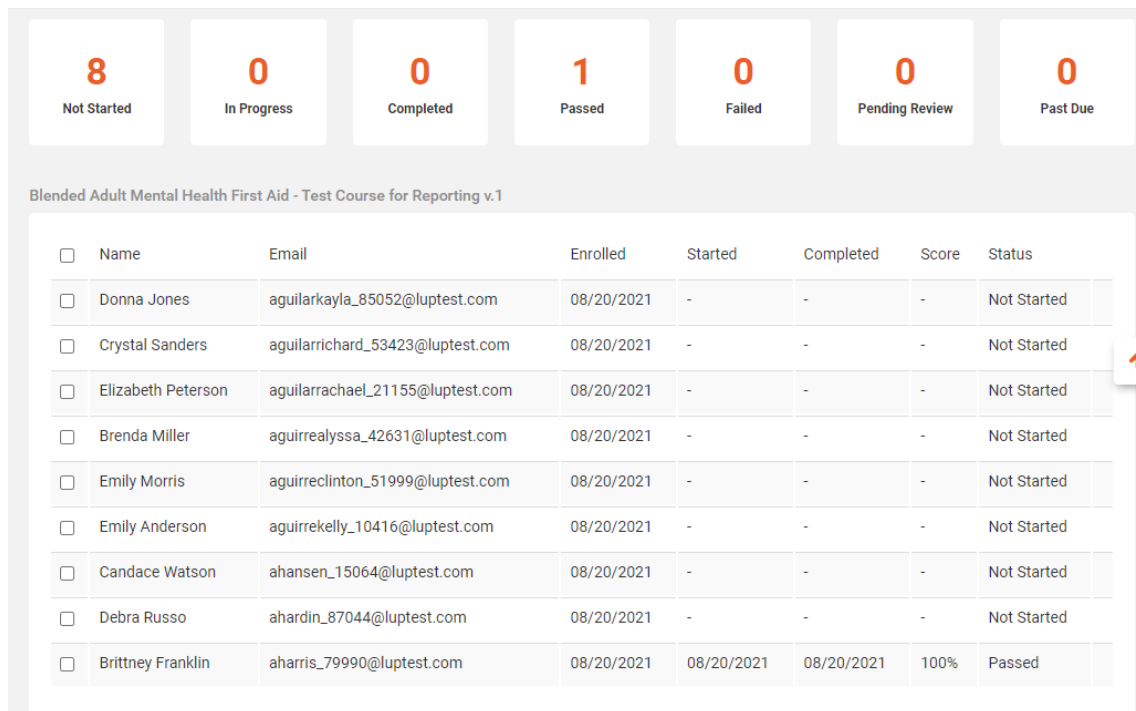 8 0 0 1 0 0 0
Not Started In Progress Completed Passed Failed Pending Review Past Due
Blended Adult Mental Health First Aid - Test Course for Reporting v.1
Name Email Enrolled Started Completed Score Status
Donna Jones aguilarkayla_85052@luptest.com 08/20/2021 - - - Not Started
Crystal Sanders aguilarrichard_53423@luptest.com 08/20/2021 - - - Not Started
Elizabeth Peterson aguilarrachael_21155@luptest.com 08/20/2021 - - - Not Started
Brenda Miller aguirrealyssa_42631@luptest.com 08/20/2021 - - - Not Started
Emily Morris aguirreclinton_51999@luptest.com 08/20/2021 - - - Not Started
Emily Anderson aguirrekelly_10416@luptest.com 08/20/2021 - - - Not Started
Candace Watson ahansen_15064@luptest.com 08/20/2021 - - - Not Started
Debra Russo ahardin_87044@luptest.com 08/20/2021 - - - Not Started
Brittney Franklin aharris_79990@luptest.com 08/20/2021 08/20/2021 08/20/2021 100% Passed